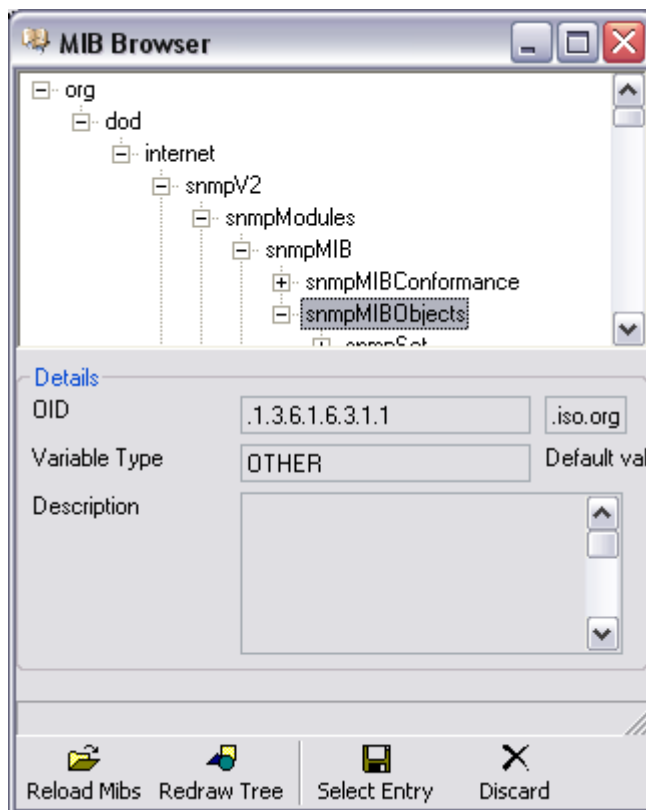 MIB Browser
org
dod
internet
snmpV2
snmpModules
snmpMIB
snmpMIBConformance
snmpMIBObjects
snmpSet
Details
OID .1.3.6.1.6.3.1.1 .iso.org
Variable Type OTHER Default val
Description
Reload Mibs Redraw Tree Select Entry Discard